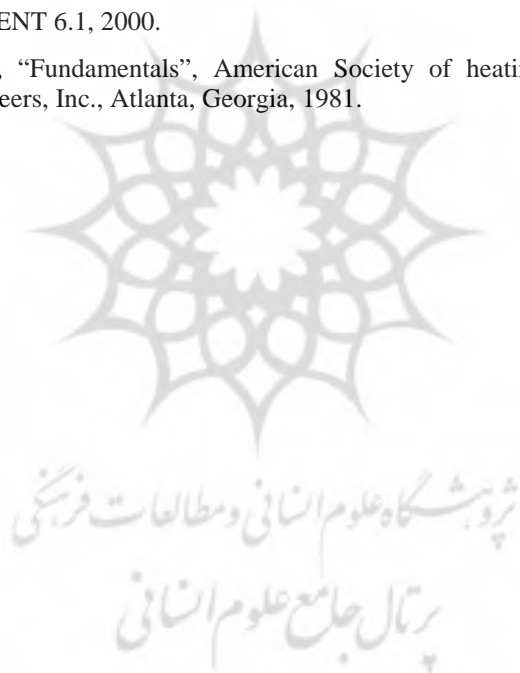 ENT 6.1, 2000.
, “Fundamentals”, American Society of heatin
eers, Inc., Atlanta, Georgia, 1981.
پژوهشگاه علوم انسانی و مطالعات فرهنگی
پرتال جامع علوم انسانی